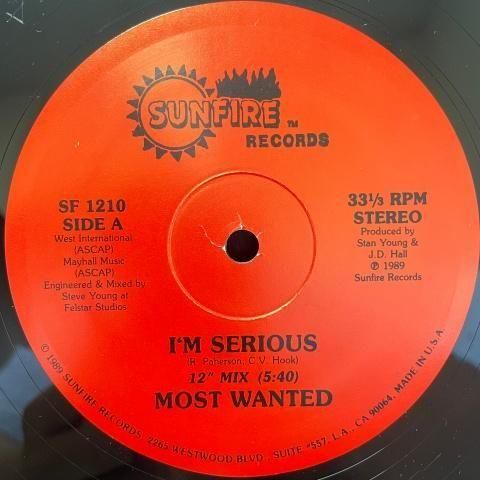 SUNFIRE TM
RECORDS
SF 1210
SIDE A
West International
(ASCAP)
Mayhall Music
(ASCAP)
Engineered & Mixed by
Steve Young at
Felstar Studios
33⅓ RPM
STEREO
Produced by
Stan Young &
J.D. Hall
℗ 1989
Sunfire Records
I'M SERIOUS
(R. Paherson, C.V. Hook)
12" MIX (5:40)
MOST WANTED
© 1989 SUNFIRE RECORDS, 2265 WESTWOOD BLVD., SUITE #557, L.A., CA 90064, MADE IN U.S.A.